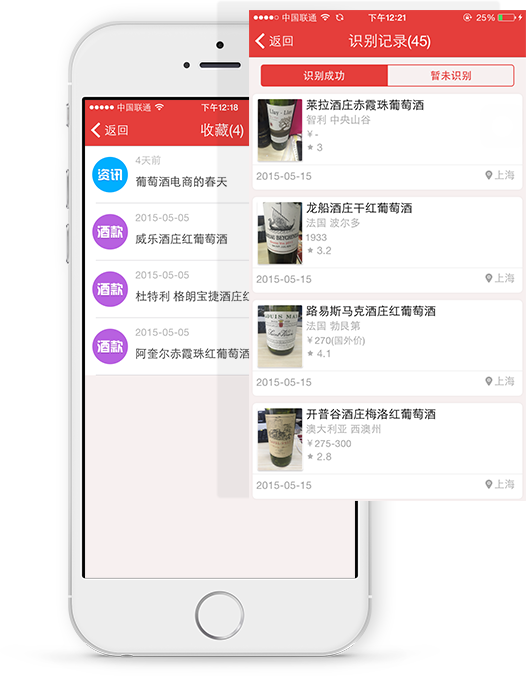 中国联通 下午12:18
返回 收藏(4)
资讯
4天前
葡萄酒电商的春天
酒款
2015-05-05
威乐酒庄红葡萄酒
酒款
2015-05-05
杜特利 格朗宝捷酒庄红
酒款
2015-05-05
阿奎尔赤霞珠红葡萄酒
中国联通 下午12:21 25%
返回 识别记录(45)
识别成功 暂未识别
莱拉酒庄赤霞珠葡萄酒
智利 中央山谷
￥-
★ 3
2015-05-15 上海
龙船酒庄干红葡萄酒
法国 波尔多
1933
★ 3.2
2015-05-15 上海
路易斯马克酒庄红葡萄酒
法国 勃艮第
￥270(国外价)
★ 4.1
2015-05-15 上海
开普谷酒庄梅洛红葡萄酒
澳大利亚 西澳州
￥275-300
★ 2.8
2015-05-15 上海